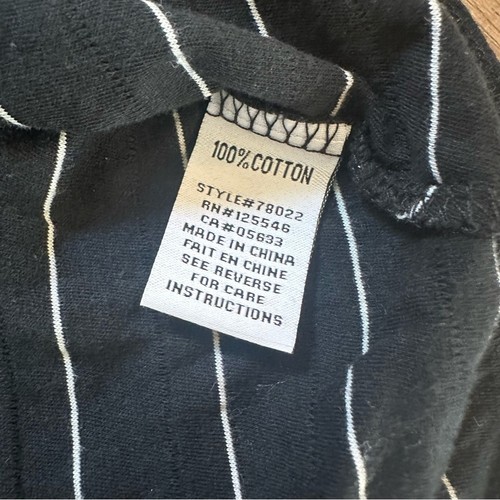 100% COTTON
STYLE#78022
RN#125546
CA#05633
MADE IN CHINA
FAIT EN CHINE
SEE REVERSE
FOR CARE
INSTRUCTIONS